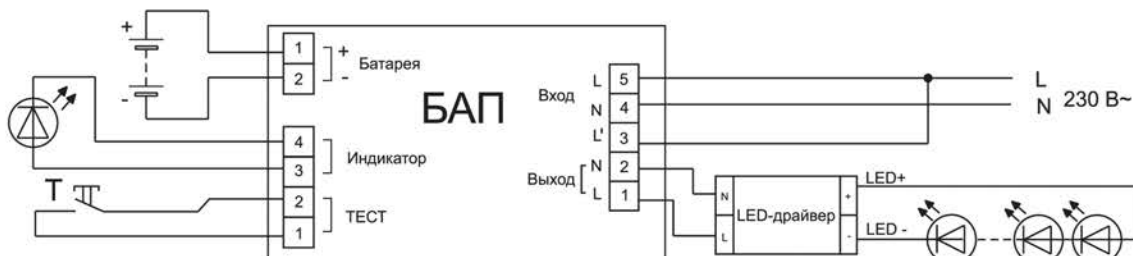 +
-
1
2
+
-
Батарея
БАП
4
3
Индикатор
T
2
1
ТЕСТ
Вход
L 5
N 4
L' 3
Выход
N 2
L 1
L
N
230 В~
N
L
LED-драйвер
+
-
LED+
LED -